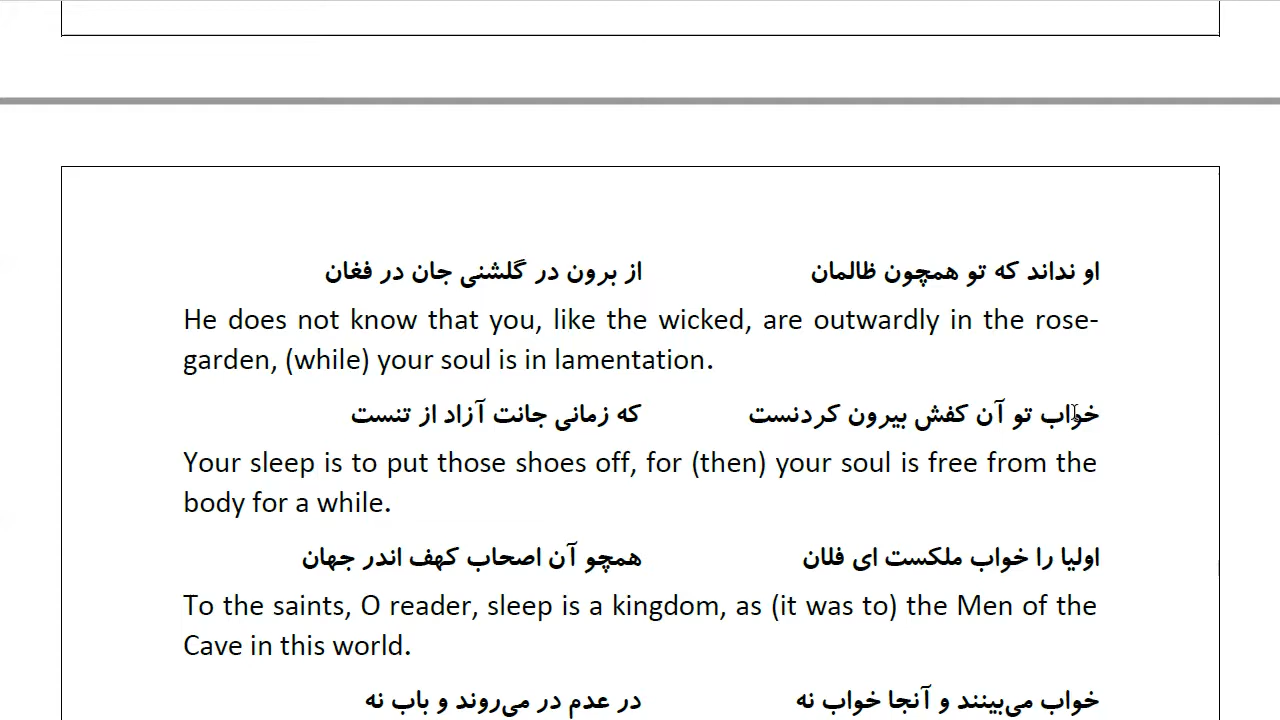 او نداند که تو همچون ظالمان از برون در گلشنی جان در فغان
He does not know that you, like the wicked, are outwardly in the rose-
garden, (while) your soul is in lamentation.
خواب تو آن کفش بیرون کردنست که زمانی جانت آزاد از تنست
Your sleep is to put those shoes off, for (then) your soul is free from the
body for a while.
اولیا را خواب ملکست ای فلان همچو آن اصحاب کهف اندر جهان
To the saints, O reader, sleep is a kingdom, as (it was to) the Men of the
Cave in this world.
خواب می‌بینند و آنجا خواب نه در عدم در می‌روند و باب نه